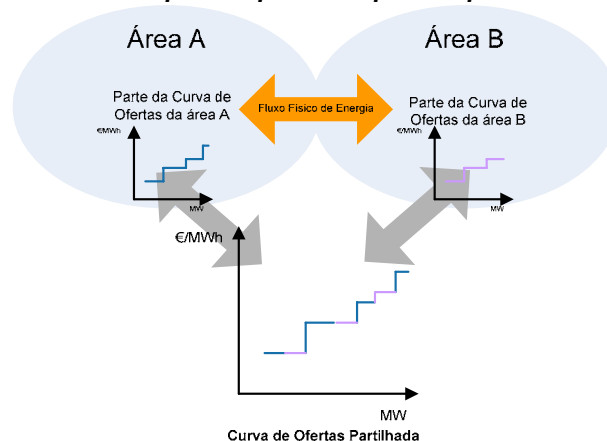 Área A
Área B
Parte da Curva de
Ofertas da área A
Fluxo Físico de Energia
Parte da Curva de
Ofertas da área B
€/MWh
MW
€/MWh
MW
€/MWh
MW
Curva de Ofertas Partilhada